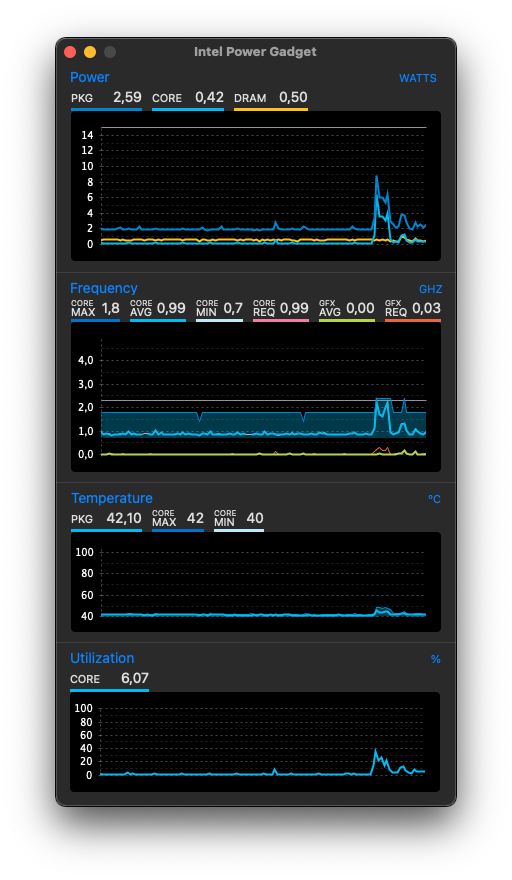 Intel Power Gadget
Power WATTS
PKG 2,59 CORE 0,42 DRAM 0,50
14
12
10
8
6
4
2
0
Frequency GHZ
CORE MAX 1,8 CORE AVG 0,99 CORE MIN 0,7 CORE REQ 0,99 GFX AVG 0,00 GFX REQ 0,03
4,0
3,0
2,0
1,0
0,0
Temperature °C
PKG 42,10 CORE MAX 42 CORE MIN 40
100
80
60
40
Utilization %
CORE 6,07
100
80
60
40
20
0